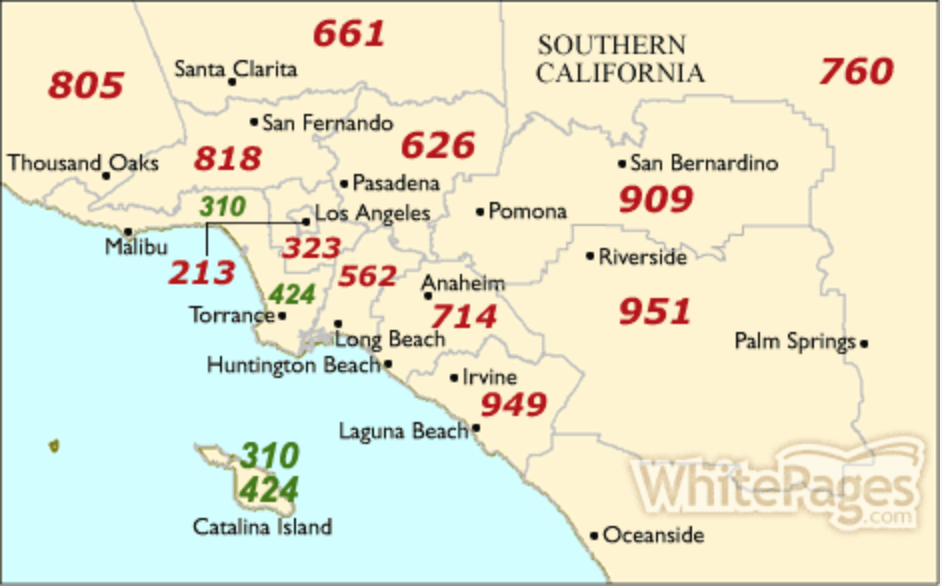 661
SOUTHERN
CALIFORNIA
760
805
Santa Clarita
San Fernando
626
818
Thousand Oaks
San Bernardino
Pasadena
909
310
Los Angeles
Pomona
Malibu
323
213
Riverside
562
Anaheim
424
714
951
Torrance
Long Beach
Palm Springs
Huntington Beach
Irvine
949
Laguna Beach
310
424
WhitePages
.com
Catalina Island
Oceanside